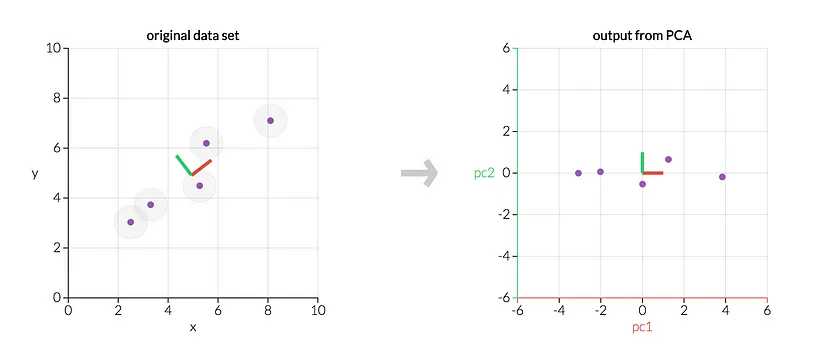 original data set
10
8
6
y
4
2
0
0 2 4 6 8 10
x
output from PCA
6
4
2
pc2 0
-2
-4
-6
-6 -4 -2 0 2 4 6
pc1